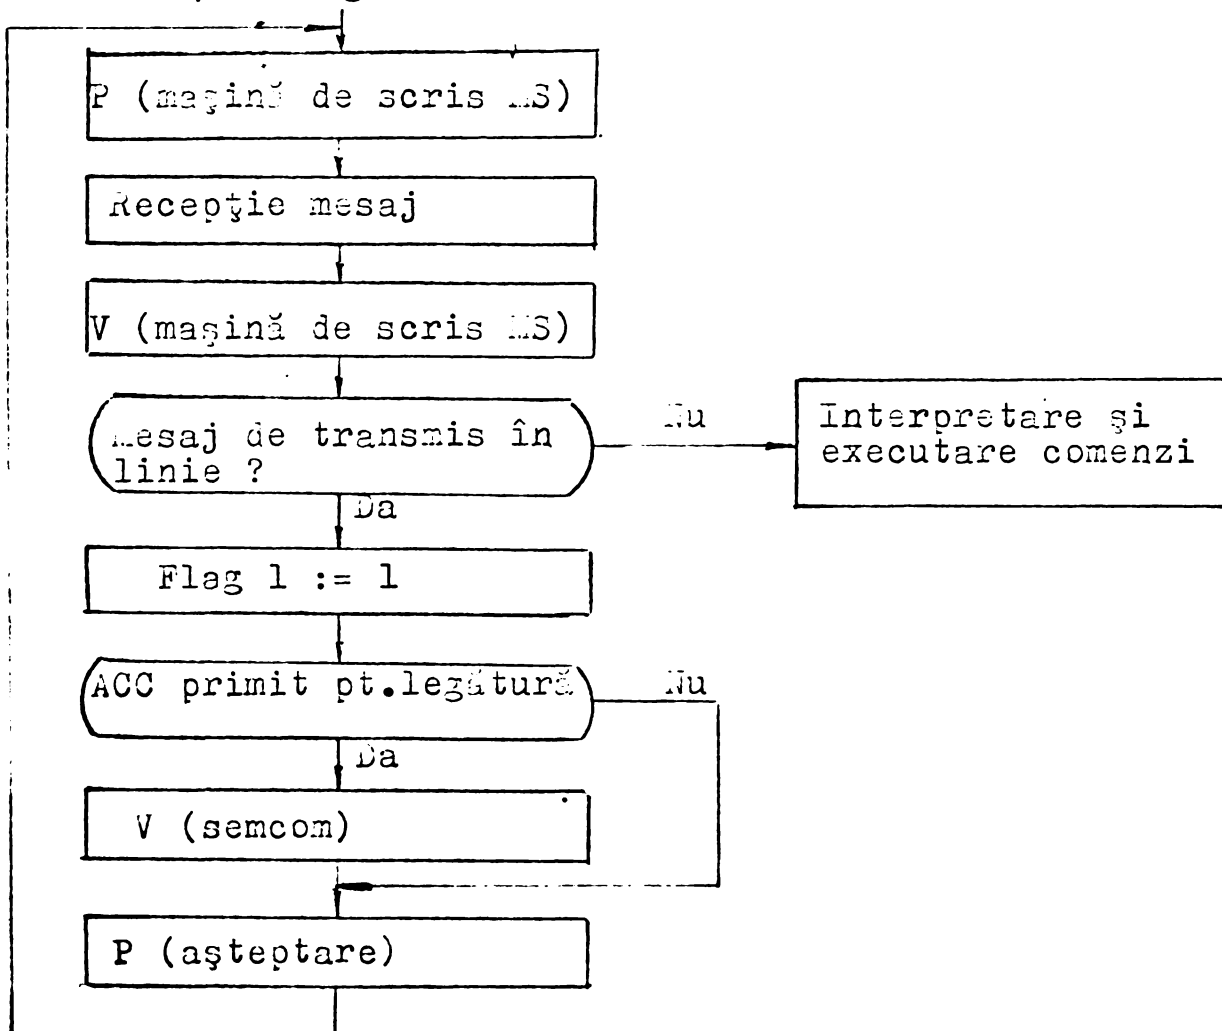 P (maşină de scris MS)
Recepţie mesaj
V (maşină de scris MS)
Mesaj de transmis în
linie ?
Nu
Interpretare şi
executare comenzi
Da
Flag 1 := 1
ACC primit pt.legătură
Nu
Da
V (semcom)
P (aşteptare)